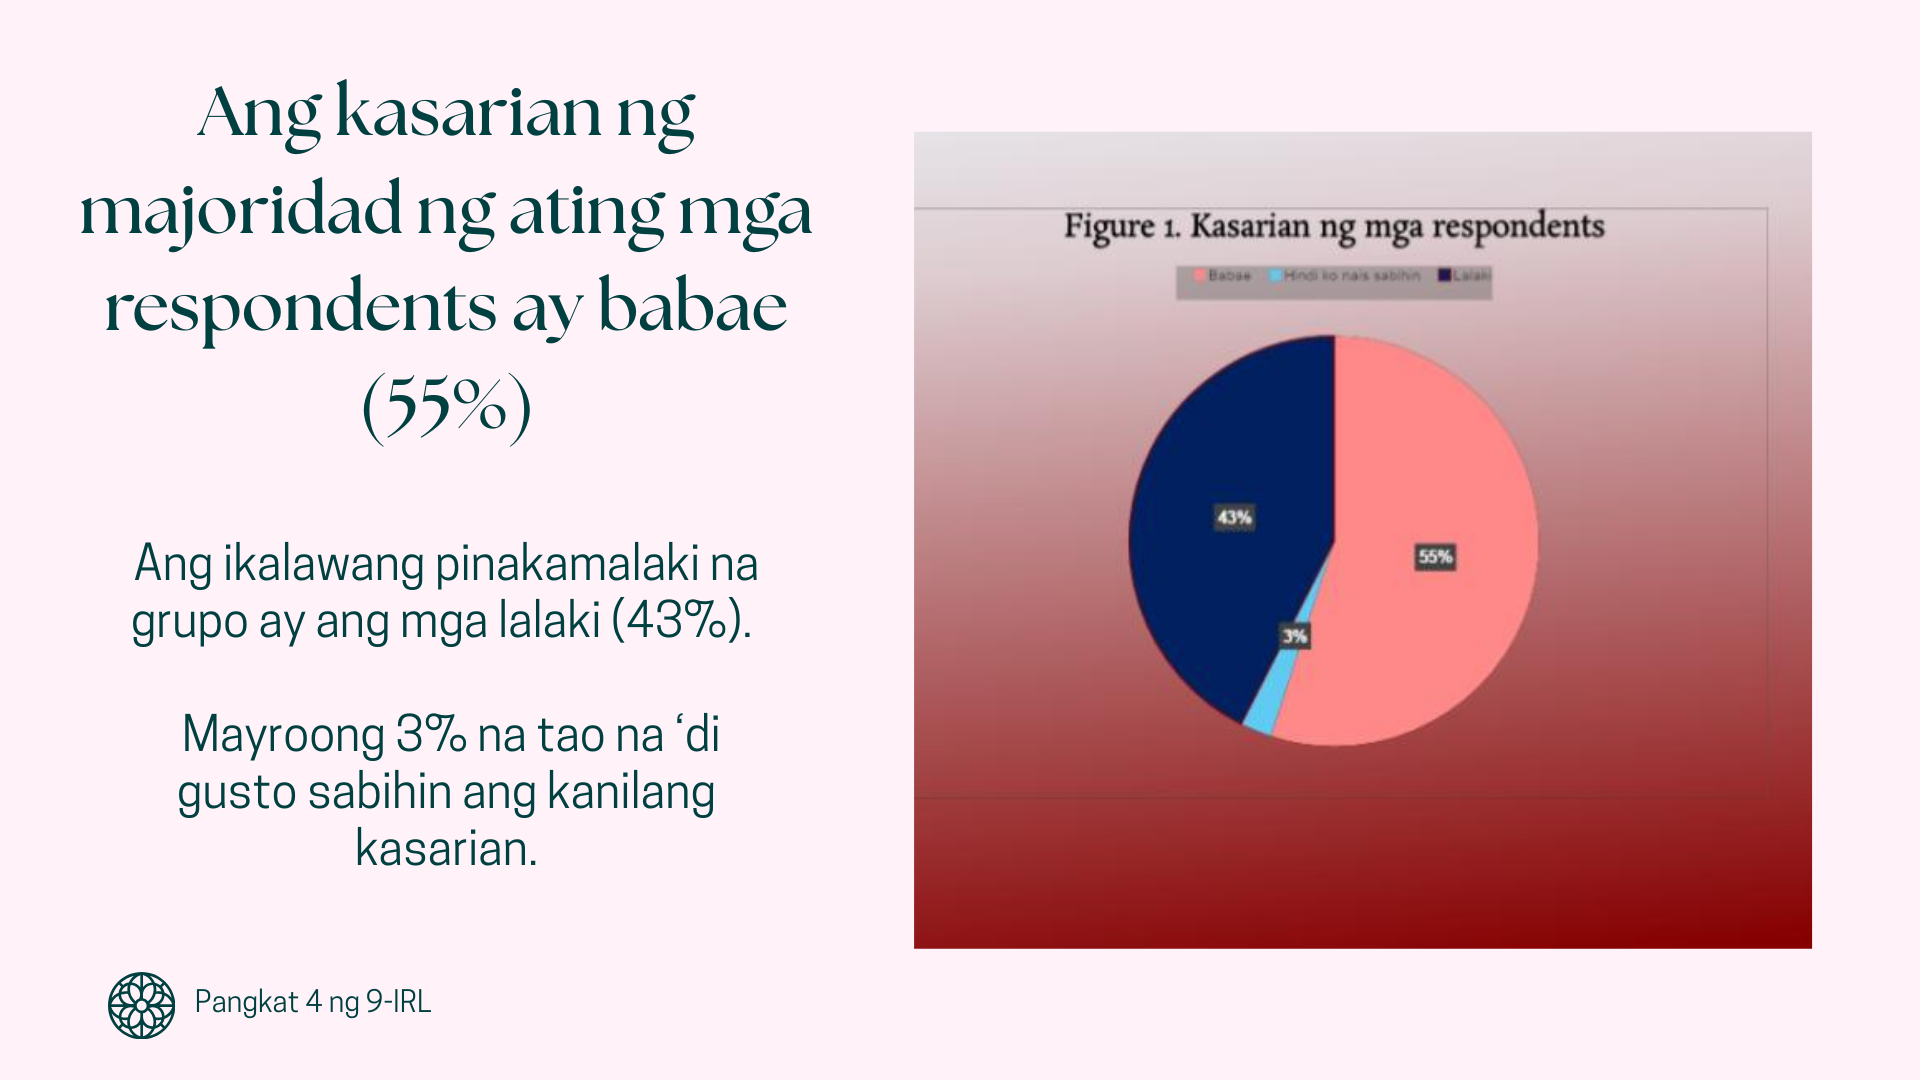 Ang kasarian ng
majoridad ng ating mga
respondents ay babae
(55%)
Ang ikalawang pinakamalaki na
grupo ay ang mga lalaki (43%).
Mayroong 3% na tao na ‘di
gusto sabihin ang kanilang
kasarian.
Pangkat 4 ng 9-IRL
Figure 1. Kasarian ng mga respondents
Babae Hindi ko nais sabihin Lalaki
43%
55%
3%